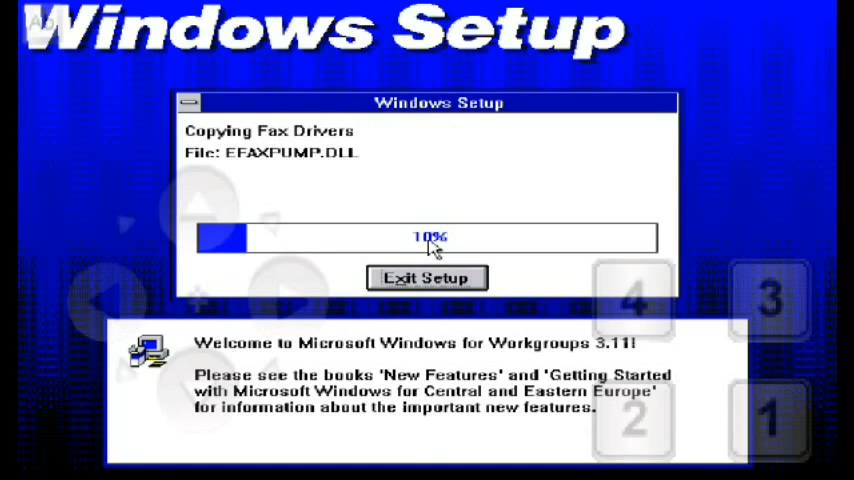 Ab
Windows Setup
Windows Setup
Copying Fax Drivers
File: EFAXPUMP.DLL
10%
Exit Setup
4
3
Welcome to Microsoft Windows for Workgroups 3.11!
Please see the books 'New Features' and 'Getting Started
with Microsoft Windows for Central and Eastern Europe'
for information about the important new features.
2
1